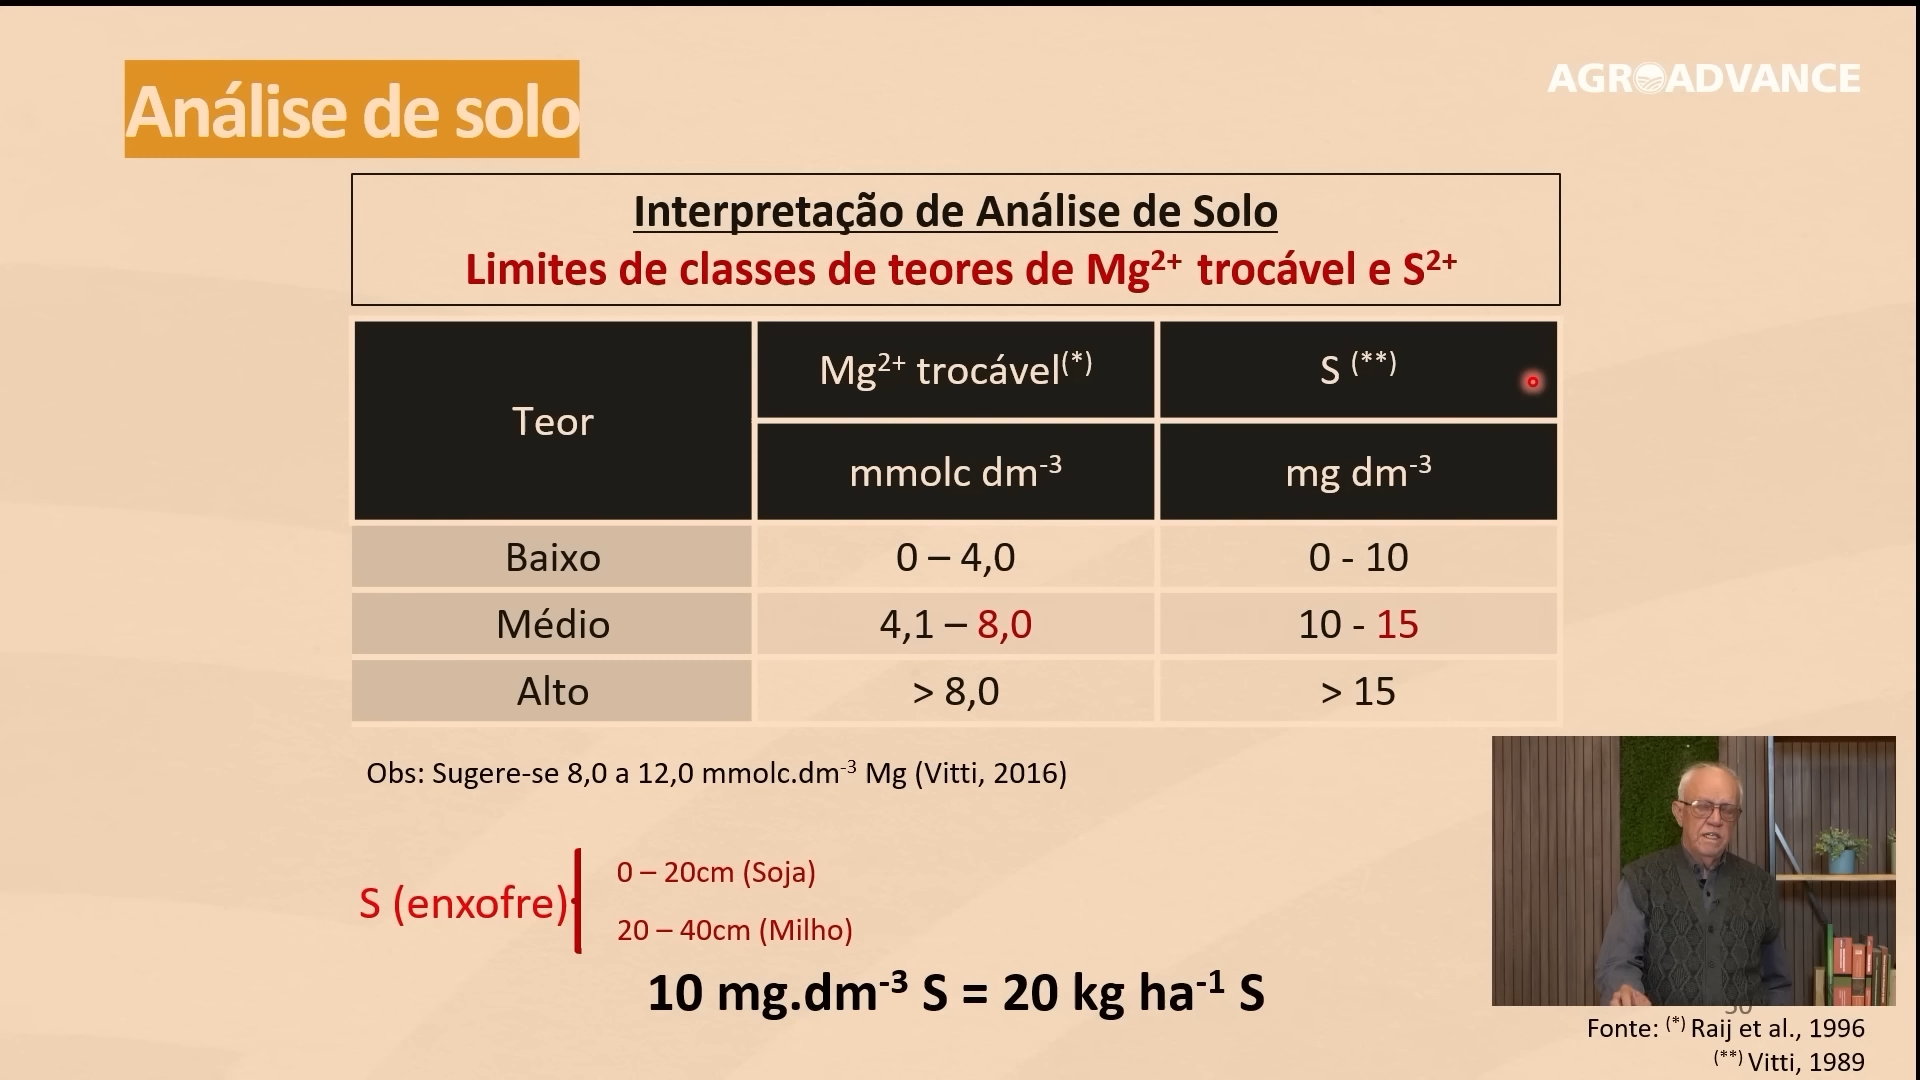 Análise de solo
AGROADVANCE
Interpretação de Análise de Solo
Limites de classes de teores de Mg²⁺ trocável e S²⁺
Teor
Mg²⁺ trocável(*)
S (**)
mmolc dm⁻³
mg dm⁻³
Baixo
0 – 4,0
0 - 10
Médio
4,1 – 8,0
10 - 15
Alto
> 8,0
> 15
Obs: Sugere-se 8,0 a 12,0 mmolc.dm⁻³ Mg (Vitti, 2016)
S (enxofre)
0 – 20cm (Soja)
20 – 40cm (Milho)
10 mg.dm⁻³ S = 20 kg ha⁻¹ S
Fonte: (*) Raij et al., 1996
(**) Vitti, 1989